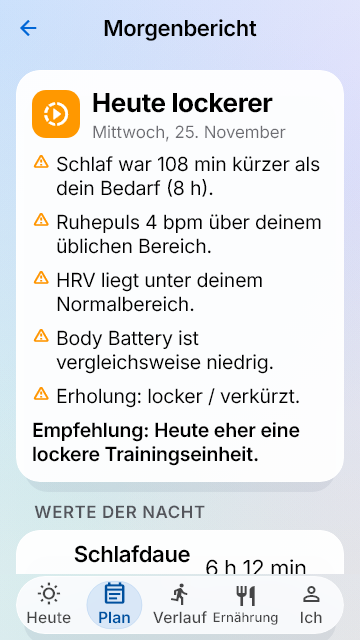 Morgenbericht
Heute lockerer
Mittwoch, 25. November
Schlaf war 108 min kürzer als
dein Bedarf (8 h).
Ruhepuls 4 bpm über deinem
üblichen Bereich.
HRV liegt unter deinem
Normalbereich.
Body Battery ist
vergleichsweise niedrig.
Erholung: locker / verkürzt.
Empfehlung: Heute eher eine
lockere Trainingseinheit.
WERTE DER NACHT
Schlafdaue
6 h 12 min
Heute
Plan
Verlauf
Ernährung
Ich